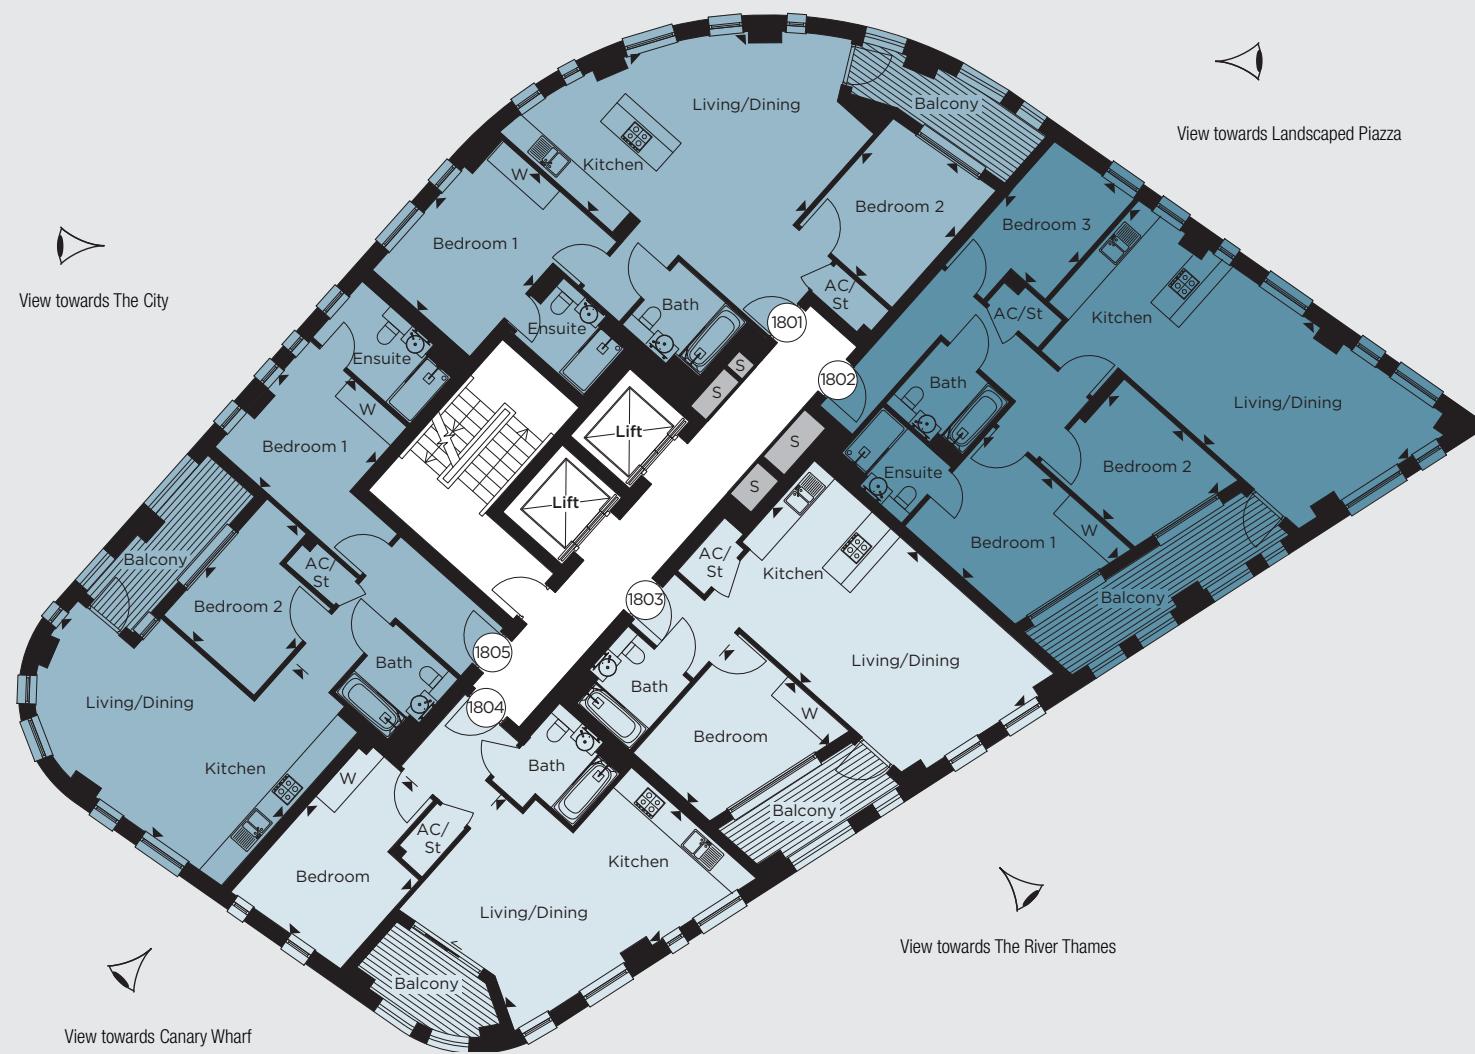 Living/Dining
Balcony
View towards Landscaped Piazza
Kitchen
W
Bedroom 2
Bedroom 1
Bedroom 3
View towards The City
AC/
St
Bath
1801
Ensuite
AC/St
Kitchen
Ensuite
S
S
1802
Bath
Living/Dining
W
Bedroom 1
Lift
S
S
Ensuite
Bedroom 2
Lift
W
Bedroom 1
Balcony
AC/
St
Bedroom 2
AC/
St
Kitchen
1803
Balcony
1805
Living/Dining
Bath
Bath
Living/Dining
1804
W
Bedroom
Kitchen
W
Bath
Balcony
AC/
St
Bedroom
Kitchen
Living/Dining
View towards The River Thames
Balcony
View towards Canary Wharf